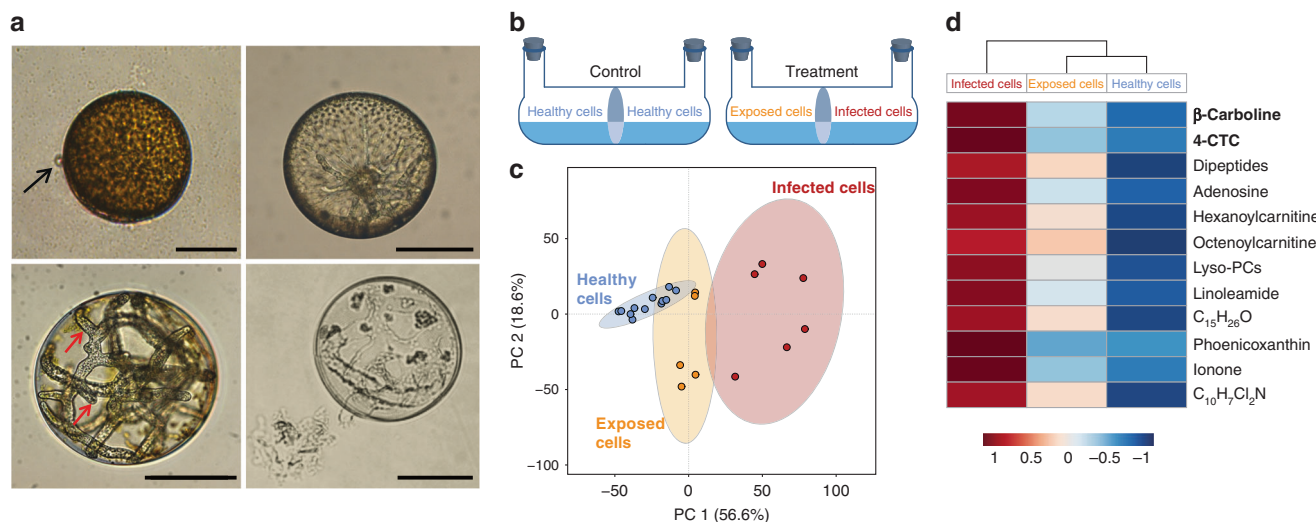 a
b
Control
Treatment
Healthy cells
Healthy cells
Exposed cells
Infected cells
c
Infected cells
Healthy cells
Exposed cells
PC 2 (18.6%)
50
0
−50
−100
−50
0
50
100
PC 1 (56.6%)
d
Infected cells
Exposed cells
Healthy cells
β-Carboline
4-CTC
Dipeptides
Adenosine
Hexanoylcarnitine
Octenoylcarnitine
Lyso-PCs
Linoleamide
C₁₅H₂₆O
Phoenicoxanthin
Ionone
C₁₀H₇Cl₂N
1 0.5 0 −0.5 −1